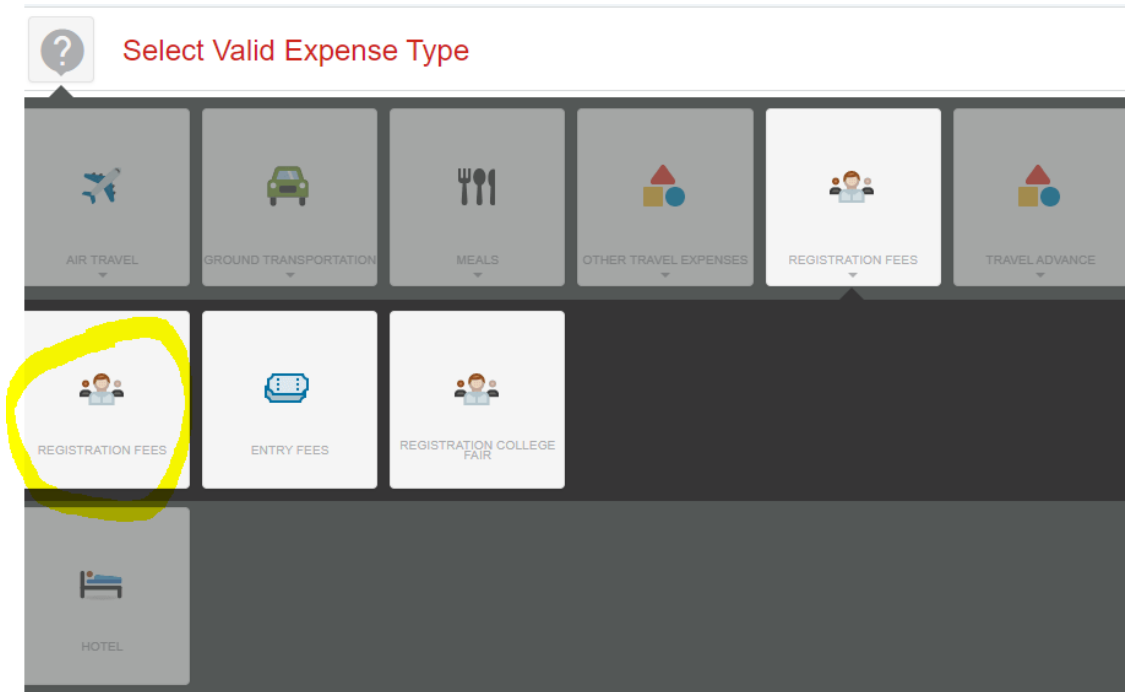 Select Valid Expense Type
AIR TRAVEL
GROUND TRANSPORTATION
MEALS
OTHER TRAVEL EXPENSES
REGISTRATION FEES
TRAVEL ADVANCE
REGISTRATION FEES
ENTRY FEES
REGISTRATION COLLEGE
FAIR
HOTEL